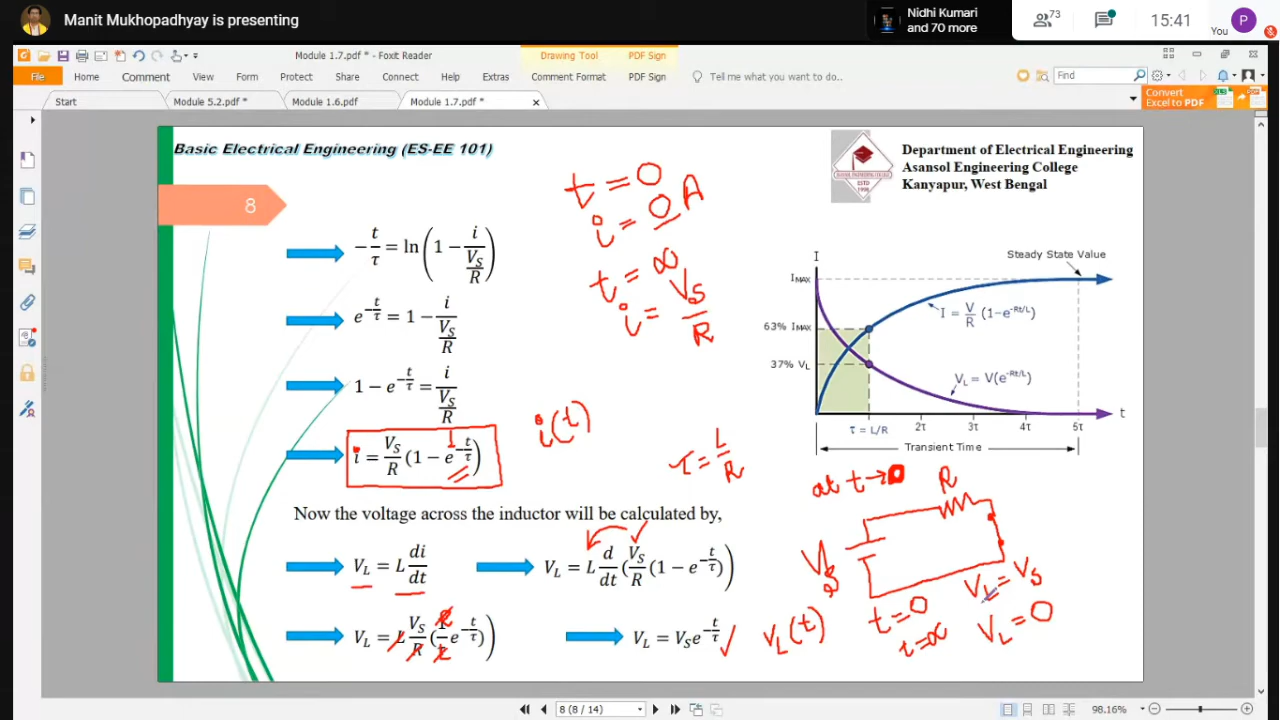 Manit Mukhopadhyay is presenting
Nidhi Kumari
and 70 more
73
15:41
You
P
Module 1.7.pdf * - Foxit Reader
Drawing Tool
PDF Sign
File
Home
Comment
View
Form
Protect
Share
Connect
Help
Extras
Comment Format
PDF Sign
Tell me what you want to do...
Find
Start
Module 5.2.pdf *
Module 1.6.pdf
Module 1.7.pdf *
Convert
Excel to PDF
Basic Electrical Engineering (ES-EE 101)
Department of Electrical Engineering
Asansol Engineering College
Kanyapur, West Bengal
8
t = 0
i = 0 A
t = ∞
i = V_S/R
−t/τ = ln(1 − i/(V_S/R))
e^(−t/τ) = 1 − i/(V_S/R)
1 − e^(−t/τ) = i/(V_S/R)
i = V_S/R (1 − e^(−t/τ))
i(t)
τ = L/R
I
Steady State Value
I_MAX
I = V/R (1-e^-Rt/L)
63% I_MAX
37% V_L
V_L = V(e^-Rt/L)
t
τ = L/R
2τ
3τ
4τ
5τ
Transient Time
Now the voltage across the inductor will be calculated by,
V_L = L di/dt
V_L = L d/dt (V_S/R (1 − e^(−t/τ))
V_L = L V_S/R (1/τ e^(−t/τ))
V_L = V_S e^(−t/τ) ✓
V_L(t)
at t→
R
V_S
t=0
V_L = V_S
V_L = 0
8 (8 / 14)
98.16%